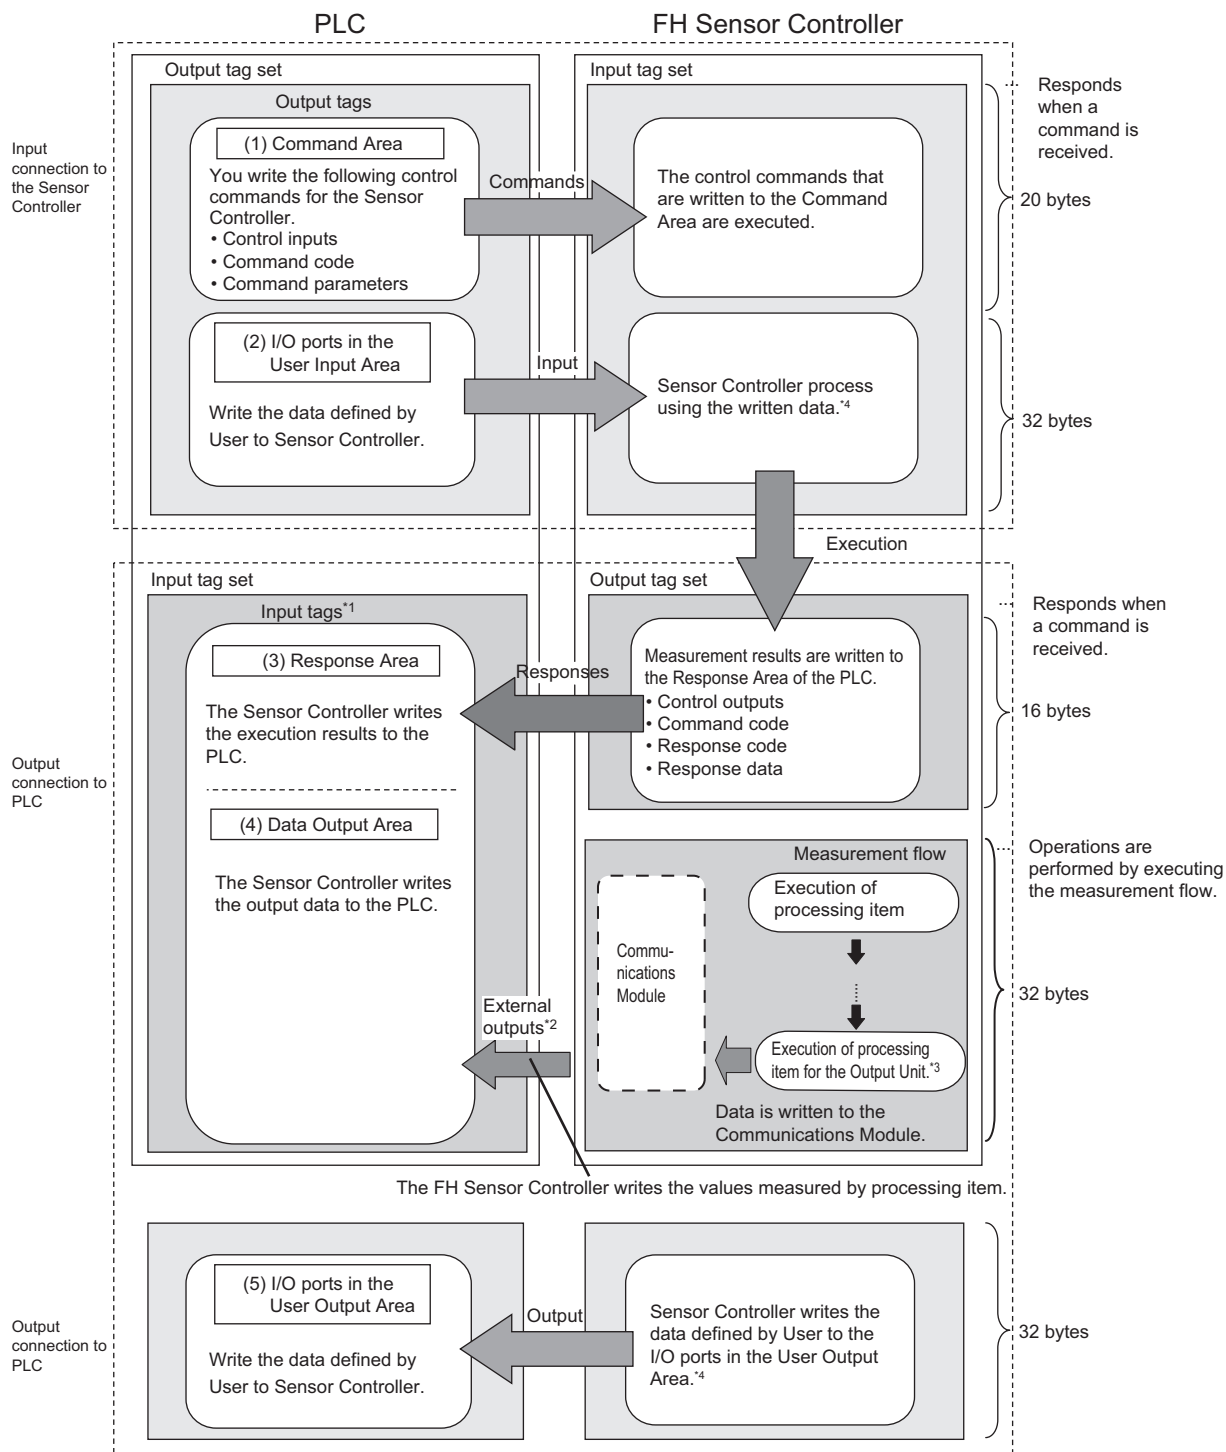 PLC
FH Sensor Controller
Output tag set
Input tag set
Output tags
Responds
when a
command is
received.
Input
connection to
the Sensor
Controller
(1) Command Area
You write the following control
commands for the Sensor
Controller.
• Control inputs
• Command code
• Command parameters
Commands
The control commands that
are written to the Command
Area are executed.
20 bytes
(2) I/O ports in the
User Input Area
Write the data defined by
User to Sensor Controller.
Input
Sensor Controller process
using the written data.*4
32 bytes
Execution
Input tag set
Output tag set
Input tags*1
Responds when
a command is
received.
(3) Response Area
The Sensor Controller writes
the execution results to the
PLC.
Responses
Measurement results are written to
the Response Area of the PLC.
• Control outputs
• Command code
• Response code
• Response data
16 bytes
Output
connection to
PLC
(4) Data Output Area
The Sensor Controller writes
the output data to the PLC.
Measurement flow
Execution of
processing item
Operations are
performed by executing
the measurement flow.
Commu-
nications
Module
External
outputs*2
32 bytes
Execution of processing
item for the Output Unit.*3
Data is written to the
Communications Module.
The FH Sensor Controller writes the values measured by processing item.
Output
connection to
PLC
(5) I/O ports in the
User Output Area
Write the data defined by
User to Sensor Controller.
Output
Sensor Controller writes the
data defined by User to the
I/O ports in the User Output
Area.*4
32 bytes